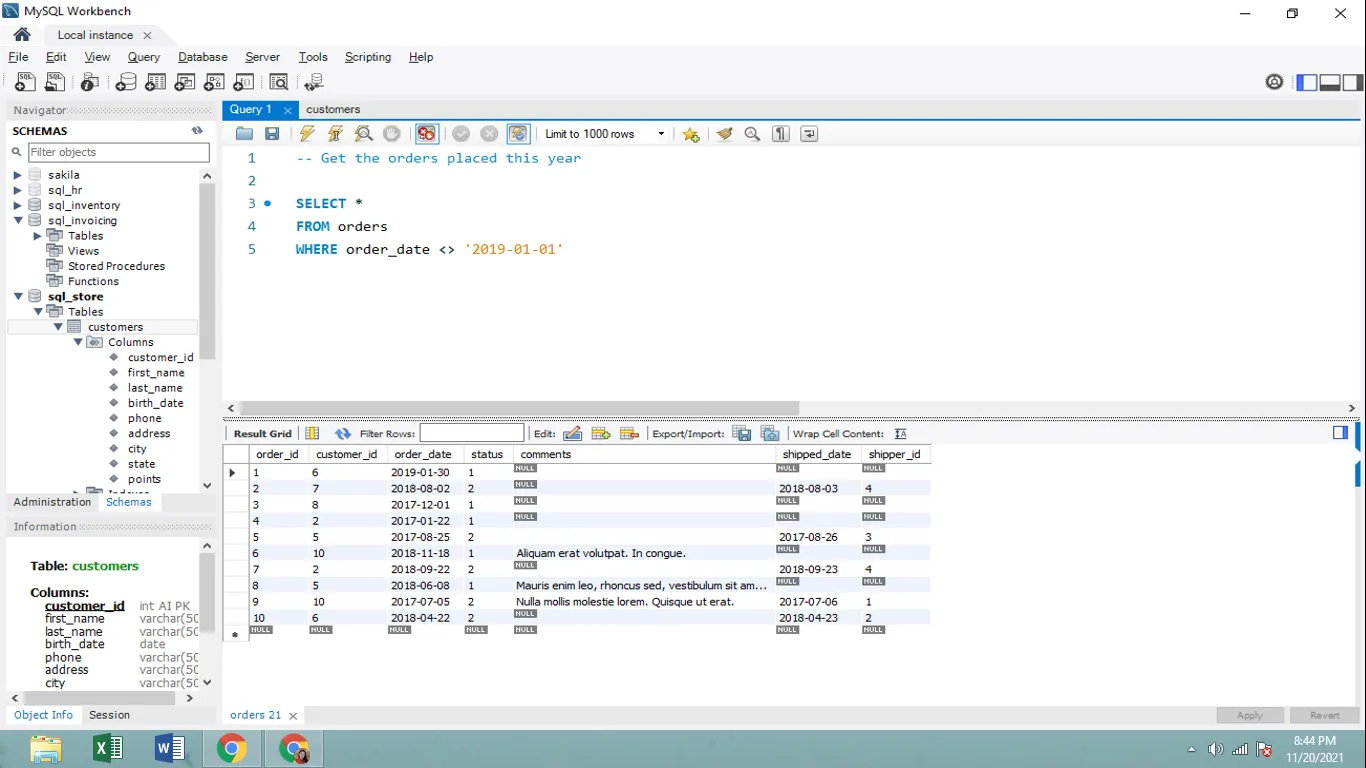 MySQL Workbench
Local instance
File Edit View Query Database Server Tools Scripting Help
Navigator
SCHEMAS
Filter objects
sakila
sql_hr
sql_inventory
sql_invoicing
Tables
Views
Stored Procedures
Functions
sql_store
Tables
customers
Columns
customer_id
first_name
last_name
birth_date
phone
address
city
state
points
Administration Schemas
Information
Table: customers
Columns:
customer_id int AI PK
first_name varchar(50
last_name varchar(50
birth_date date
phone varchar(50
address varchar(50
city varchar(50
Object Info Session
Query 1 customers
Limit to 1000 rows
1 -- Get the orders placed this year
2
3 SELECT *
4 FROM orders
5 WHERE order_date <> '2019-01-01'
Result Grid Filter Rows: Edit: Export/Import: Wrap Cell Content: IA
order_id customer_id order_date status comments shipped_date shipper_id
1 6 2019-01-30 1 NULL NULL NULL
2 7 2018-08-02 2 NULL 2018-08-03 4
3 8 2017-12-01 1 NULL NULL NULL
4 2 2017-01-22 1 NULL NULL NULL
5 5 2017-08-25 2 2017-08-26 3
6 10 2018-11-18 1 Aliquam erat volutpat. In congue. NULL NULL
7 2 2018-09-22 2 NULL 2018-09-23 4
8 5 2018-06-08 1 Mauris enim leo, rhoncus sed, vestibulum sit am... NULL NULL
9 10 2017-07-05 2 Nulla mollis molestie lorem. Quisque ut erat. 2017-07-06 1
10 6 2018-04-22 2 NULL 2018-04-23 2
NULL NULL NULL NULL NULL NULL NULL
orders 21
Apply Revert
8:44 PM
11/20/2021